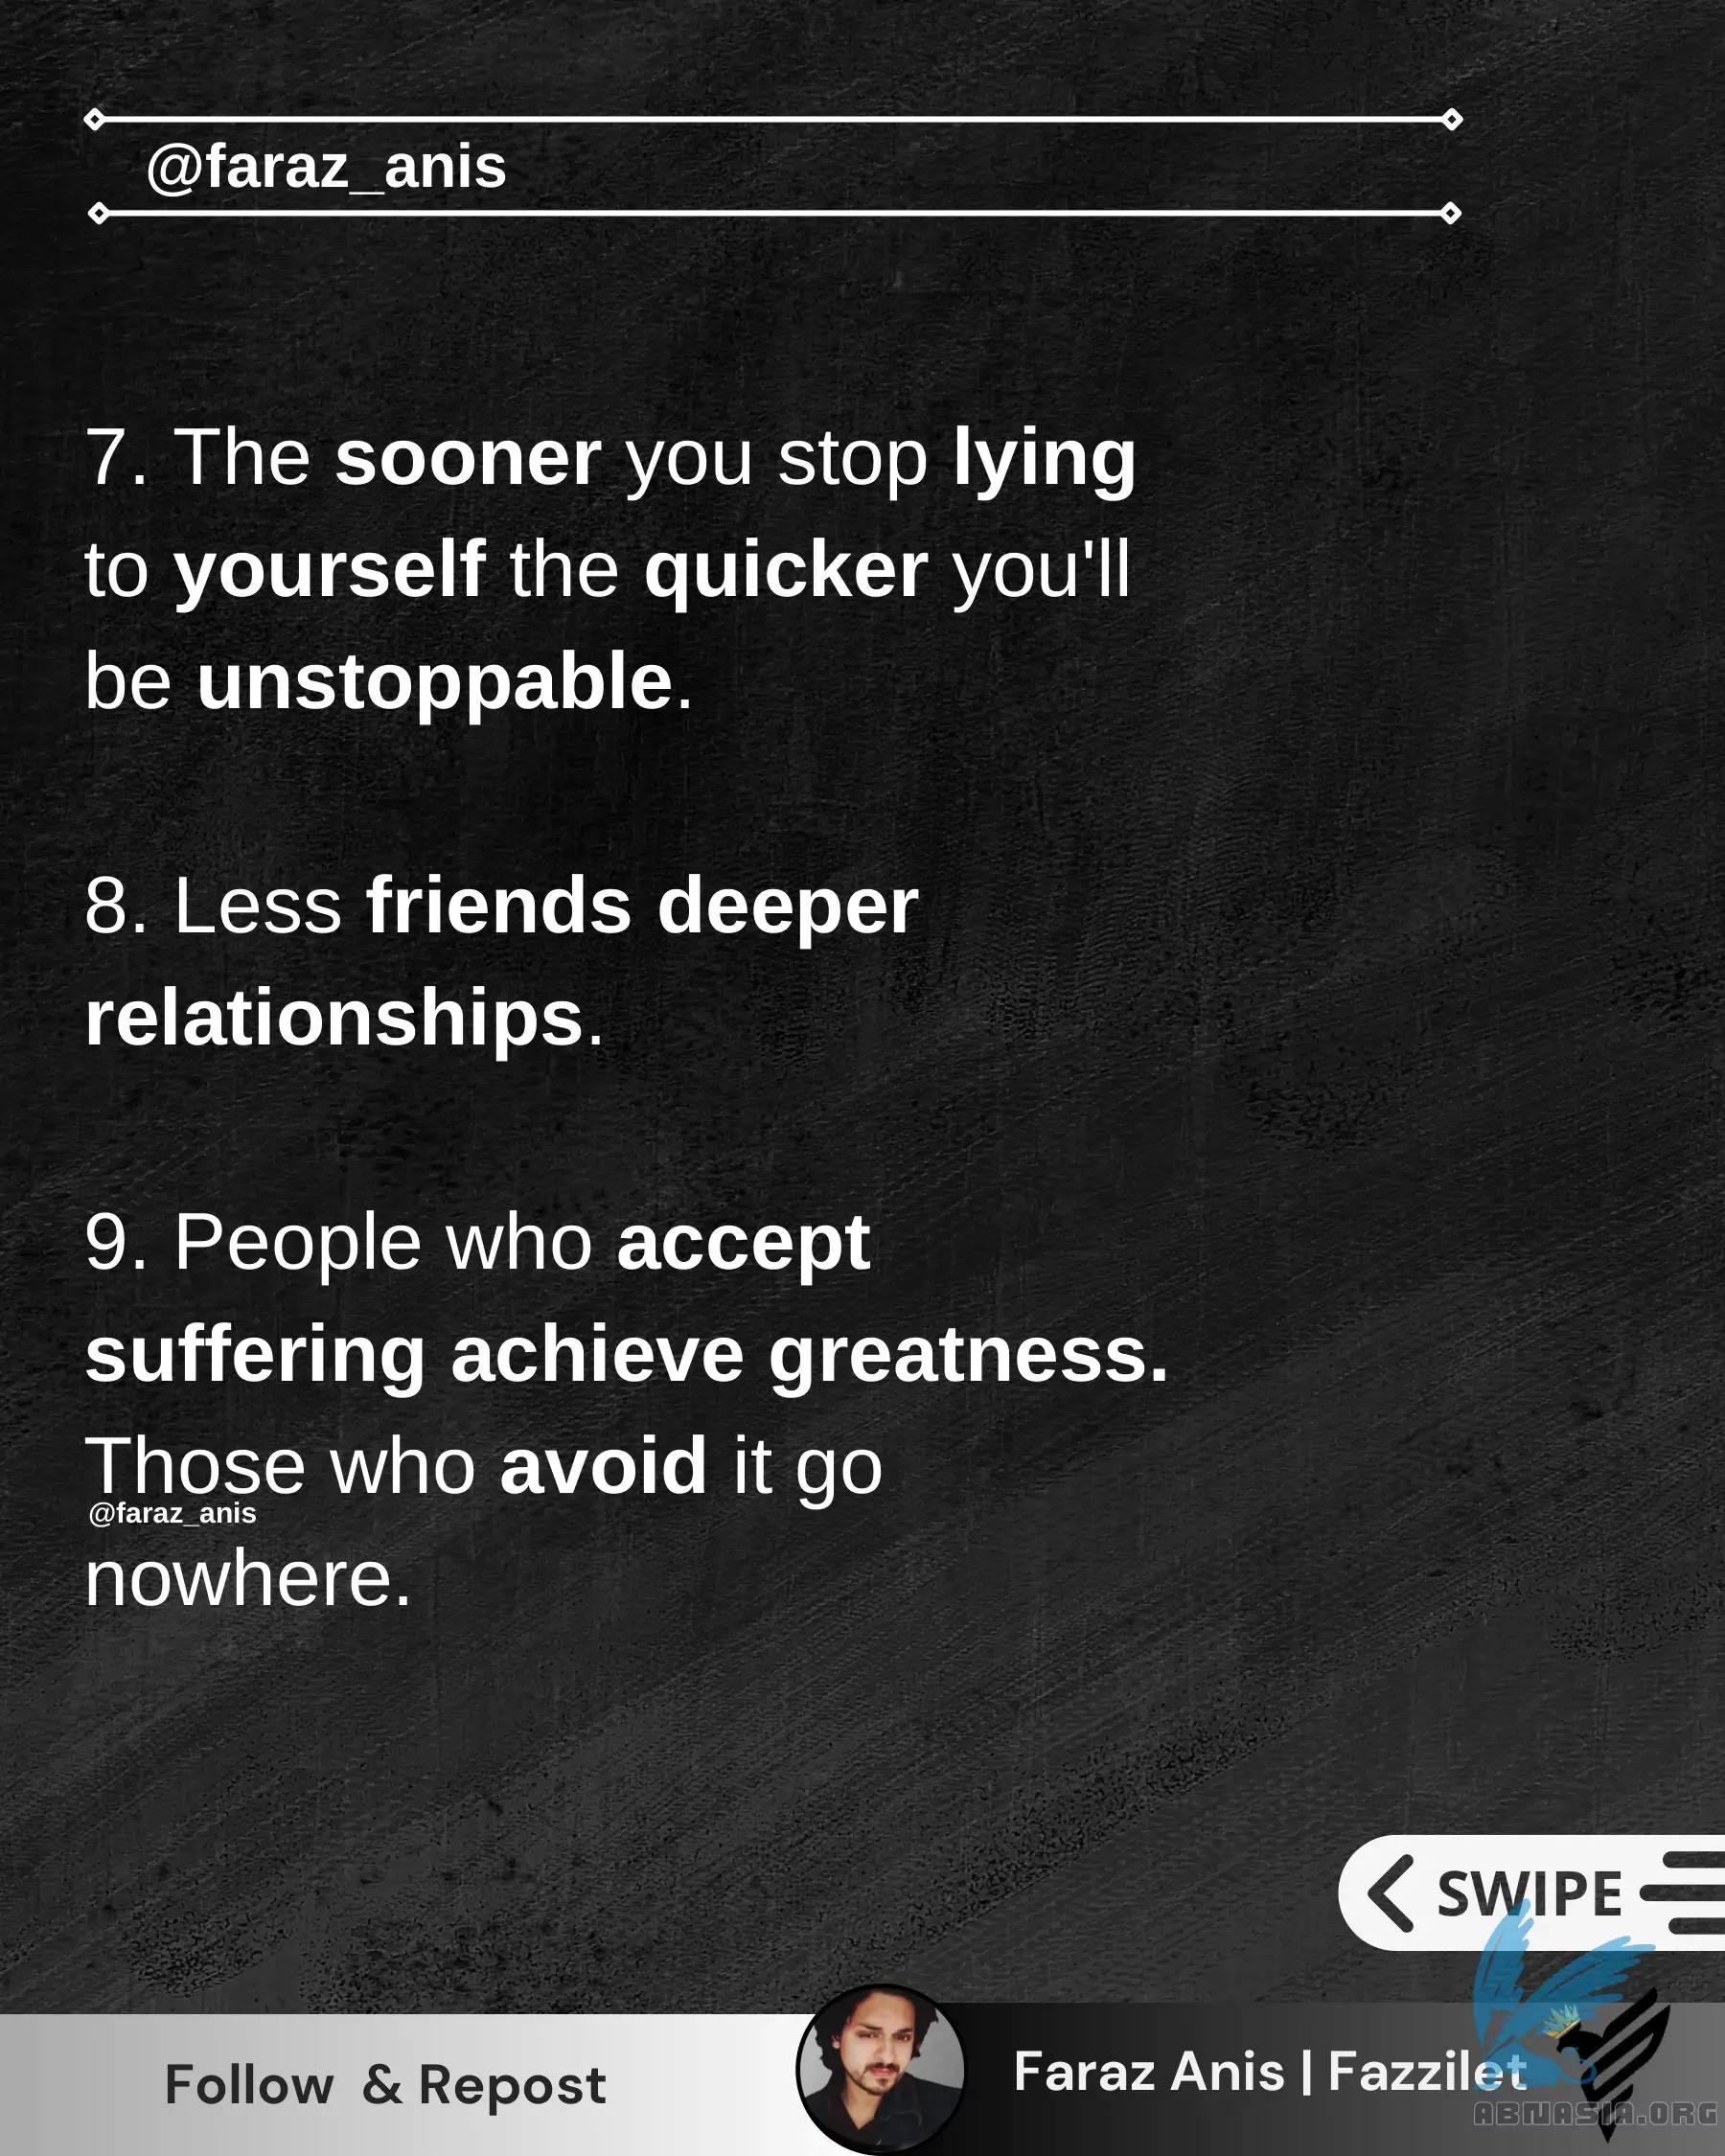 @faraz_anis
7. The sooner you stop lying
to yourself the quicker you'll
be unstoppable.
8. Less friends deeper
relationships.
9. People who accept
suffering achieve greatness.
Those who avoid it go
@faraz_anis
nowhere.
SWIPE
Follow & Repost
Faraz Anis | Fazzilet
ABNASIA.ORG